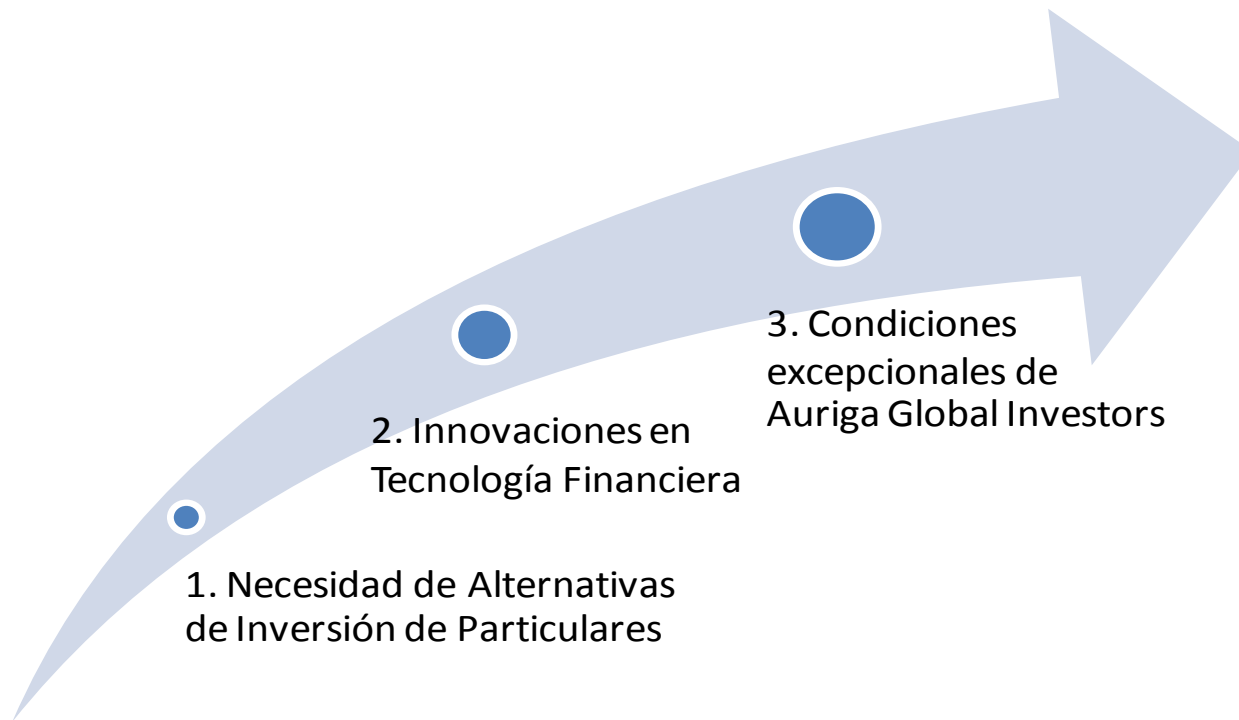 3. Condiciones
excepcionales de
Auriga Global Investors
2. Innovaciones en
Tecnología Financiera
1. Necesidad de Alternativas
de Inversión de Particulares